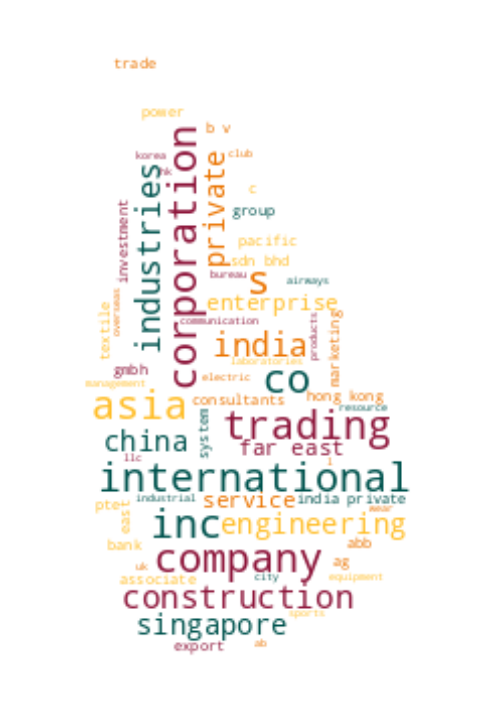 trade
power
b v
korea
club
hk
corporation
industries
private
c
investment
group
pacific
sdn bhd
bureau
s
airways
overseas
enterprise
textile
communication
products
marketing
india
laboratories
gmbh
electric
co
management
hong kong
consultants
asia
resource
system
trading
china
far east
llc
i
international
industrial
service
india private
pte
east
wear
inc
engineering
bank
abb
company
uk
ag
associate
city
equipment
construction
sports
singapore
export
ab